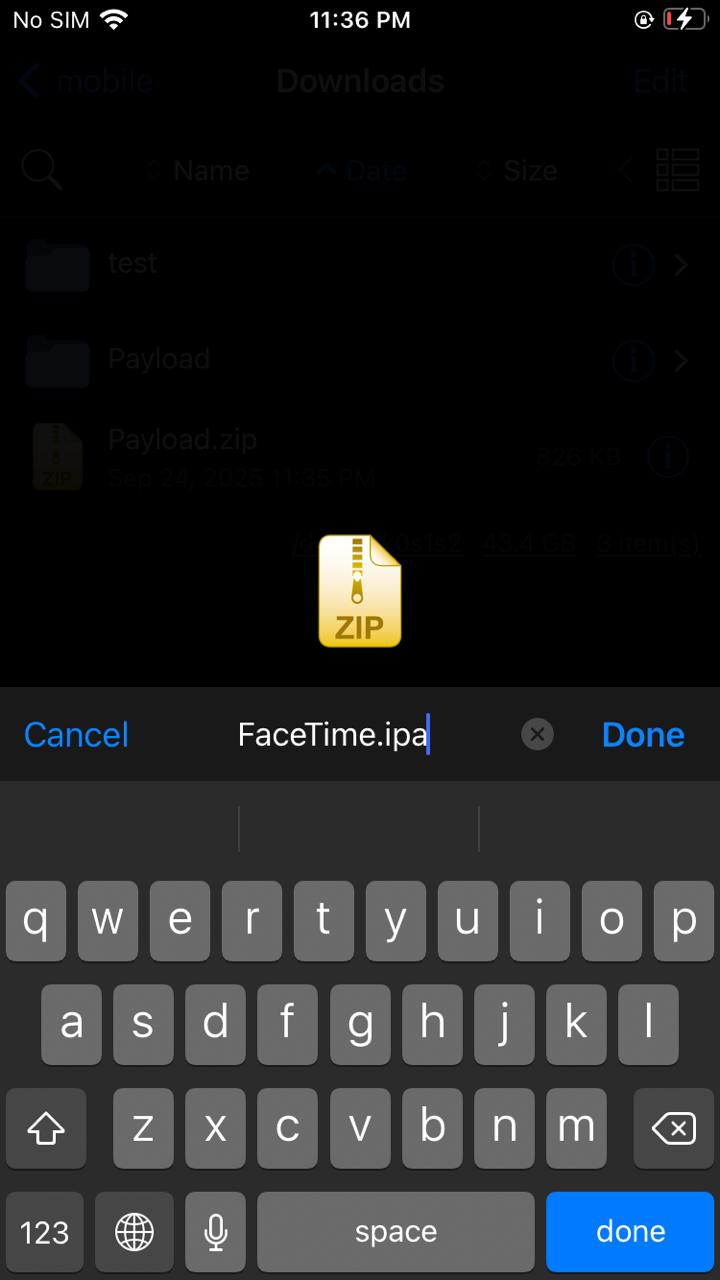 No SIM 11:36 PM
mobile Downloads Edit
Name Date Size
test
Payload
Payload.zip
ZIP Sep 24, 2025 11:35 PM 826 KB
0s1s2 43.4 GB 3 item(s)
ZIP
Cancel FaceTime.ipa Done
q w e r t y u i o p
a s d f g h j k l
z x c v b n m
123 space done